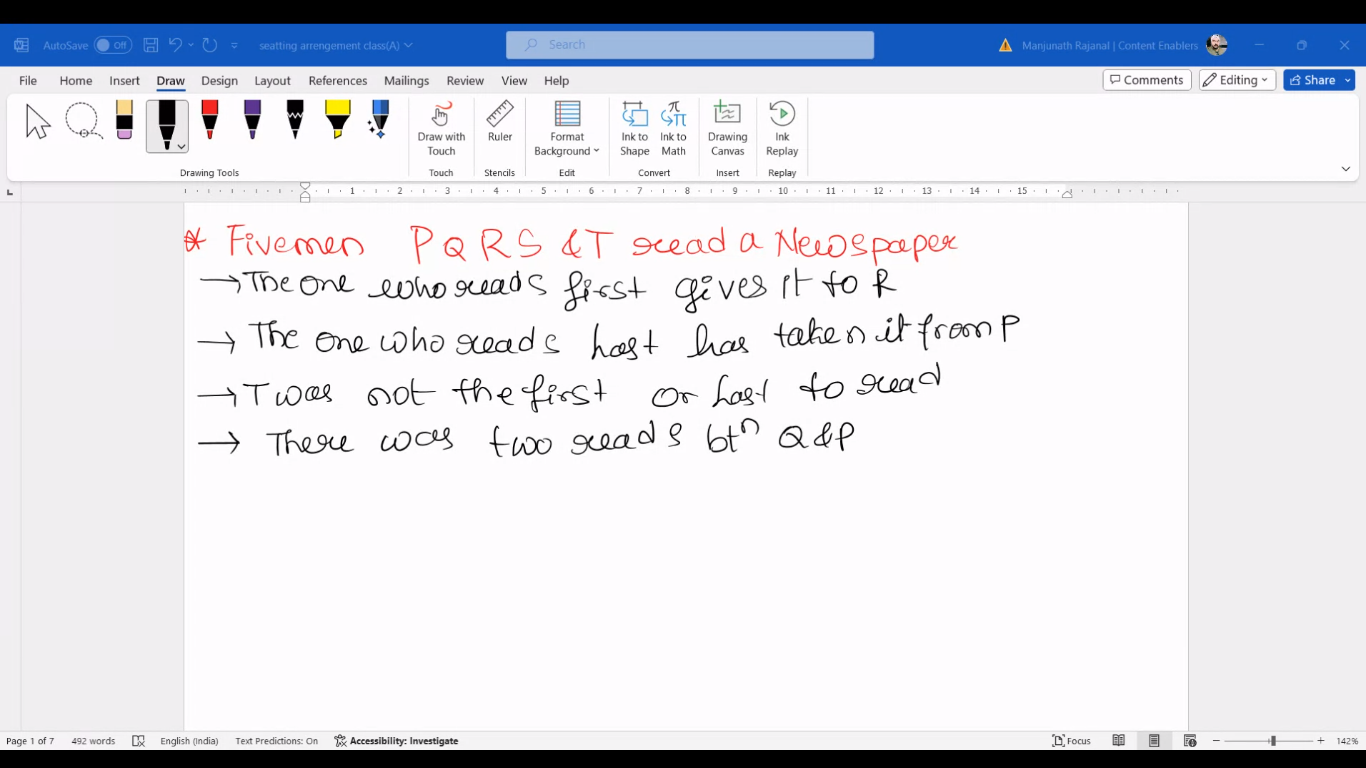 AutoSave Off seatting arrengement class(A) Search Manjunath Rajanal | Content Enablers
File Home Insert Draw Design Layout References Mailings Review View Help Comments Editing Share
Draw with Touch Ruler Format Background Ink to Shape Ink to Math Drawing Canvas Ink Replay
Drawing Tools Touch Stencils Edit Convert Insert Replay
1 2 3 4 5 6 7 8 9 10 11 12 13 14 15
* Fivemen P Q R S & T read a Newspaper
→ The one who reads first gives it to R
→ The one who reads last has taken it from P
→ T was not the first or Last to read
→ There was two reads btn Q & P
Page 1 of 7 492 words English (India) Text Predictions: On Accessibility: Investigate Focus 142%